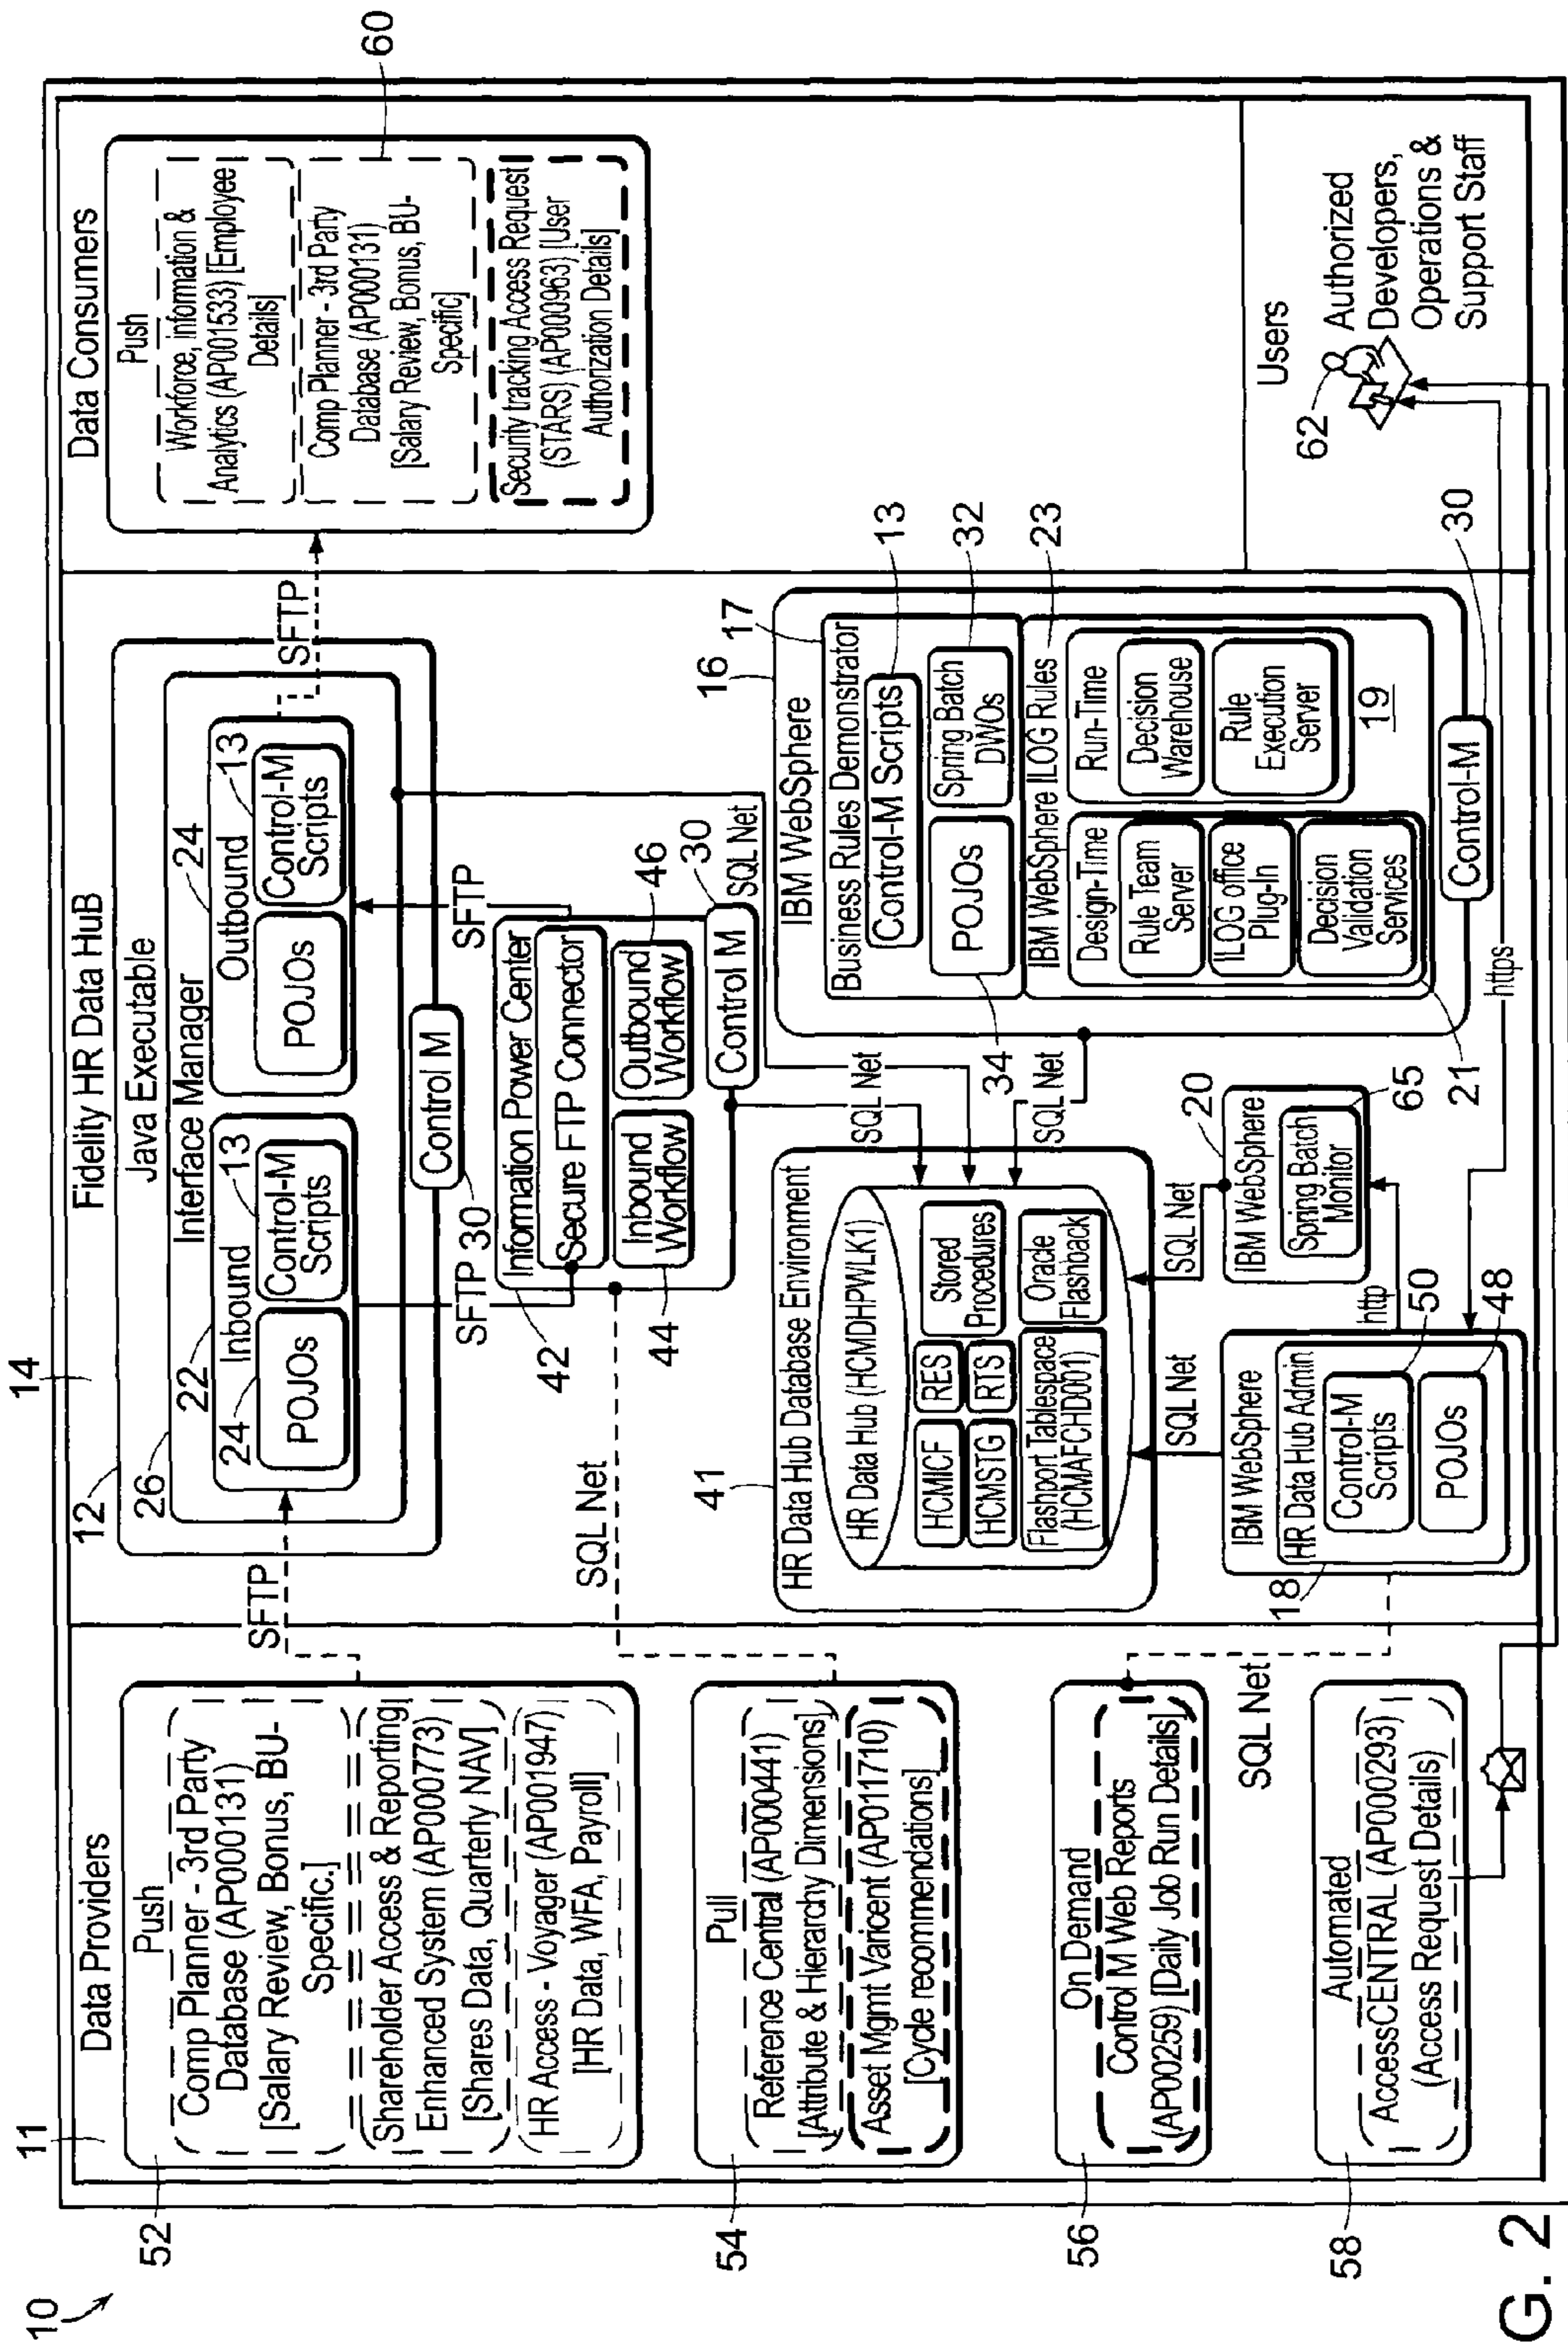 10
11
Data Providers
52
Push
Comp Planner - 3rd Party
Database (AP000131)
[Salary Review, Bonus, BU-
Specific.]
Shareholder Access & Reporting
Enhanced System (AP000773)
[Shares Data, Quarterly NAV]
HR Access - Voyager (AP001947)
[HR Data, WFA, Payroll]
54
Pull
Reference Central (AP000441)
[Attribute & Hierarchy Dimensions]
Asset Mgmt Varicent (AP011710)
[Cycle recommendations]
56
On Demand
Control M Web Reports
(AP000259) [Daily Job Run Details]
SQL Net
58
Automated
AccessCENTRAL (AP000293)
(Access Request Details)
SFTP
SQL Net
14
Fidelity HR Data HuB
12
Java Executable
26
Interface Manager
22
Inbound
24
POJOs
13
Control-M
Scripts
24
Outbound
POJOs
13
Control-M
Scripts
Control M
30
SFTP
SFTP
SFTP
42
Information Power Center
Secure FTP Connector
44
Inbound
Workflow
Outbound
Workflow
46
Control M
30
SQL Net
SQL Net
SQL Net
41
HR Data Hub Database Environment
HR Data Hub (HCMDHPWLK1)
HCMICF
RES
Stored
Procedures
HCMSTG
RTS
Flashport Tablespace
(HCMAFCHD001)
Orade
Flashback
SQL Net
SQL Net
18
IBM WebSphere
HR Data Hub Admin
Control-M
Scripts
50
POJOs
48
http
20
IBM WebSphere
Spring Batch
Monitor
65
16
IBM WebSphere
17
Business Rules Demonstrator
Control-M Scripts
13
POJOs
34
Spring Batch
DWOs
32
IBM WebSphere ILOG Rules
23
Design-Time
Rule Team
Server
ILOG office
Plug-In
Decision
Validation
Services
21
Run-Time
Decision
Warehouse
Rule
Execution
Server
19
Control-M
30
https
Data Consumers
Push
Workforce, information &
Analytics (AP001533) [Employee
Details]
Comp Planner - 3rd Party
Database (AP000131)
[Salary Review, Bonus, BU-
Specific]
60
Security tracking Access Request
(STARS) (AP000963) [User
Authorization Details]
Users
62
Authorized
Developers,
Operations &
Support Staff
G. 2